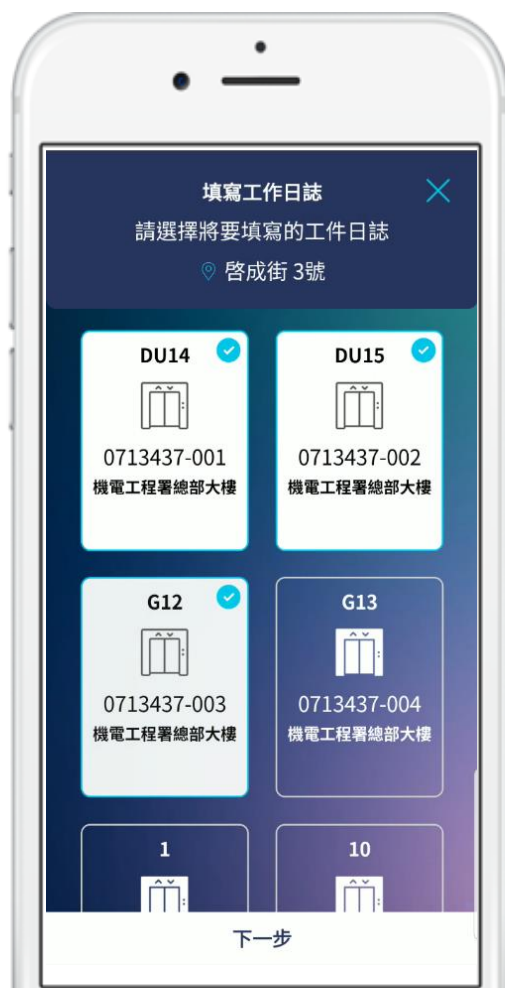 填寫工作日誌
請選擇將要填寫的工件日誌
啓成街 3號
DU14
0713437-001
機電工程署總部大樓
DU15
0713437-002
機電工程署總部大樓
G12
0713437-003
機電工程署總部大樓
G13
0713437-004
機電工程署總部大樓
1
10
下一步